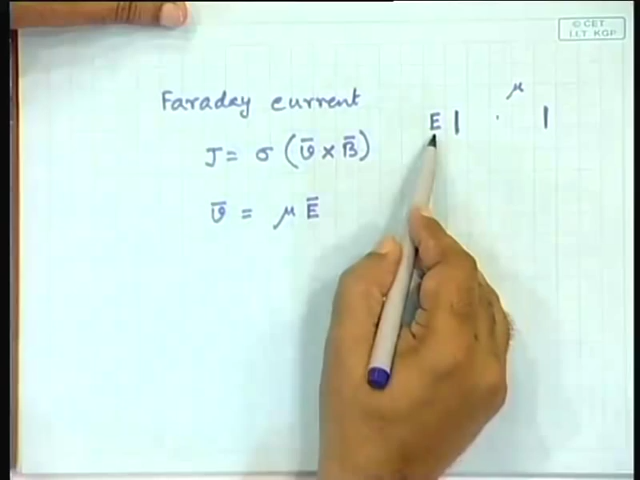 © CET
I.I.T. KGP
Faraday current
μ
E | · |
J = σ (v̄ × B̄)
v̄ = μ Ē